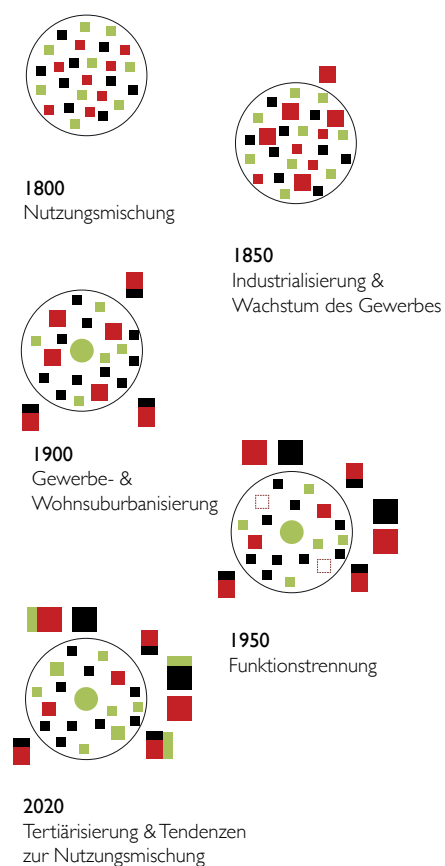 1800
Nutzungsmischung
1850
Industrialisierung &
Wachstum des Gewerbes
1900
Gewerbe- &
Wohnsuburbanisierung
1950
Funktionstrennung
2020
Tertiärisierung & Tendenzen
zur Nutzungsmischung